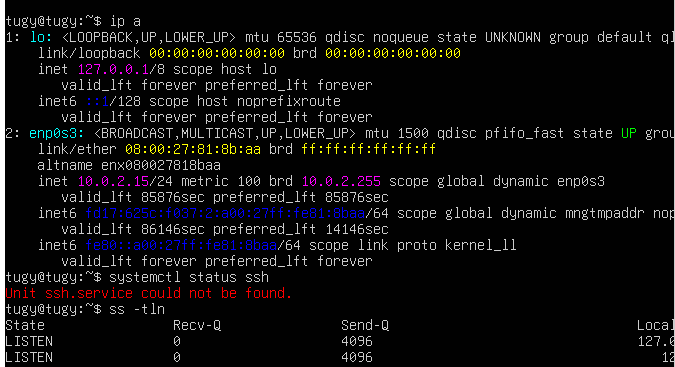 tugy@tugy:~$ ip a
1: lo: <LOOPBACK,UP,LOWER_UP> mtu 65536 qdisc noqueue state UNKNOWN group default ql
link/loopback 00:00:00:00:00:00 brd 00:00:00:00:00:00
inet 127.0.0.1/8 scope host lo
valid_lft forever preferred_lft forever
inet6 ::1/128 scope host noprefixroute
valid_lft forever preferred_lft forever
2: enp0s3: <BROADCAST,MULTICAST,UP,LOWER_UP> mtu 1500 qdisc pfifo_fast state UP grou
link/ether 08:00:27:81:8b:aa brd ff:ff:ff:ff:ff:ff
altname enx080027818baa
inet 10.0.2.15/24 metric 100 brd 10.0.2.255 scope global dynamic enp0s3
valid_lft 85876sec preferred_lft 85876sec
inet6 fd17:625c:f037:2:a00:27ff:fe81:8baa/64 scope global dynamic mngtmpaddr nop
valid_lft 86146sec preferred_lft 14146sec
inet6 fe80::a00:27ff:fe81:8baa/64 scope link proto kernel_ll
valid_lft forever preferred_lft forever
tugy@tugy:~$ systemctl status ssh
Unit ssh.service could not be found.
tugy@tugy:~$ ss -tln
State Recv-Q Send-Q Local
LISTEN 0 4096 127.0
LISTEN 0 4096 12